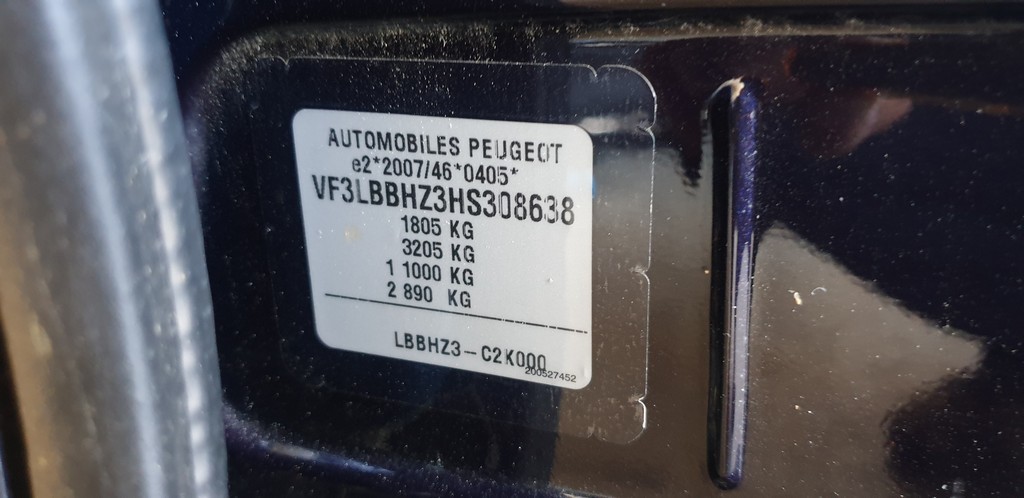 AUTOMOBILES PEUGEOT
e2*2007/46*0405*
VF3LBBHZ3HS308638
1805 KG
3205 KG
1 1000 KG
2 890 KG
LBBHZ3-C2K000
200527452